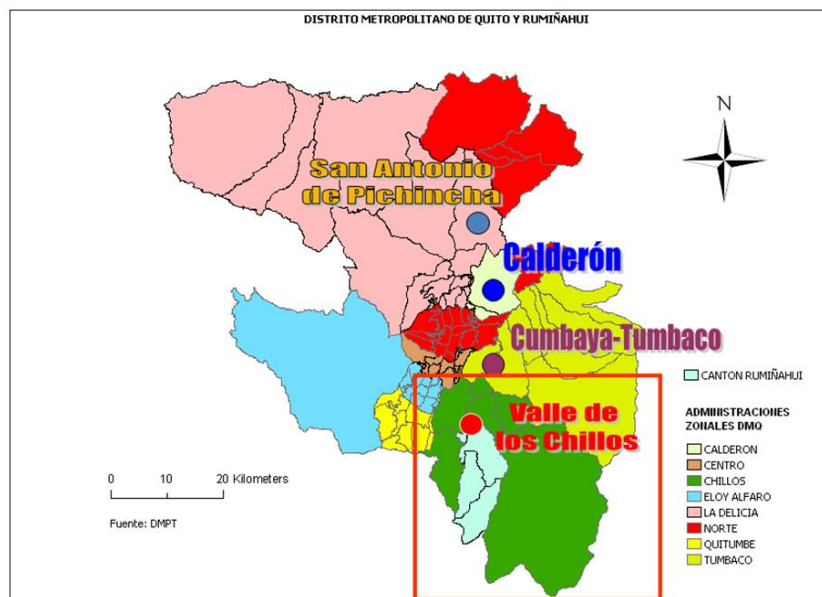 DISTRITO METROPOLITANO DE QUITO Y RUMIÑAHUI
N
San Antonio
de Pichincha
Calderón
Cumbaya-Tumbaco
CANTON RUMIÑAHUI
Valle de
los Chillos
ADMINISTRACIONES
ZONALES DMQ
CALDERON
CENTRO
CHILLOS
ELOY ALFARO
LA DELICIA
NORTE
QUITUMBE
TUMBACO
0 10 20 Kilometers
Fuente: DMPT